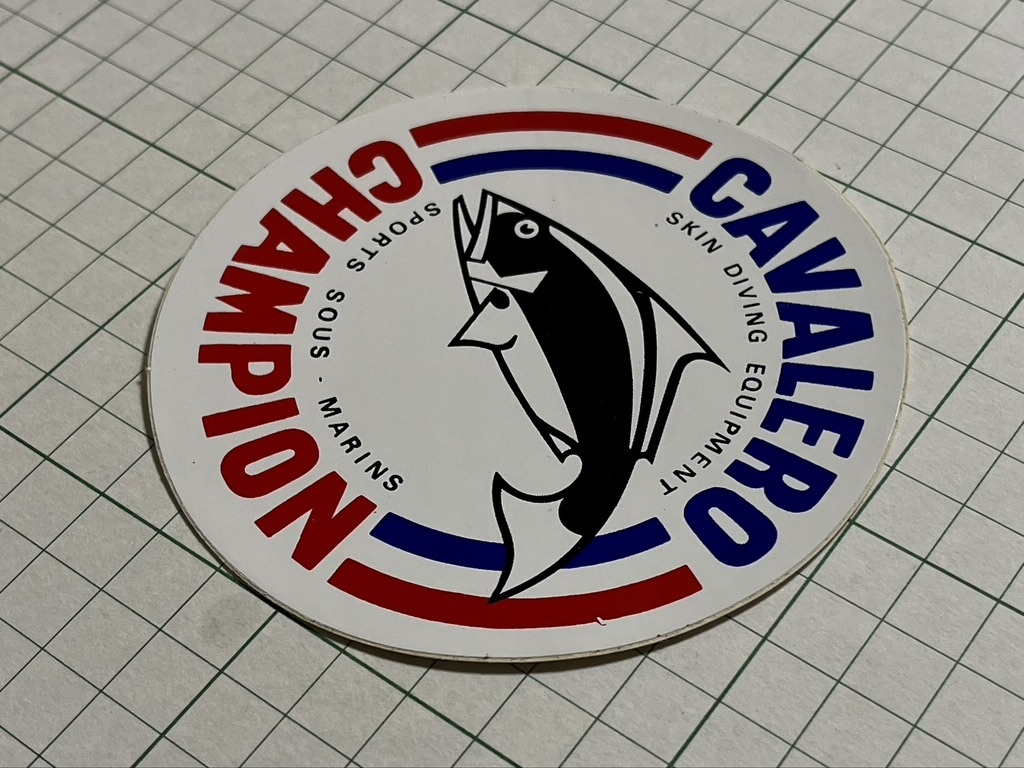 CHAMPION
SPORTS SOUS - MARINS
CAVALERO
SKIN DIVING EQUIPMENT